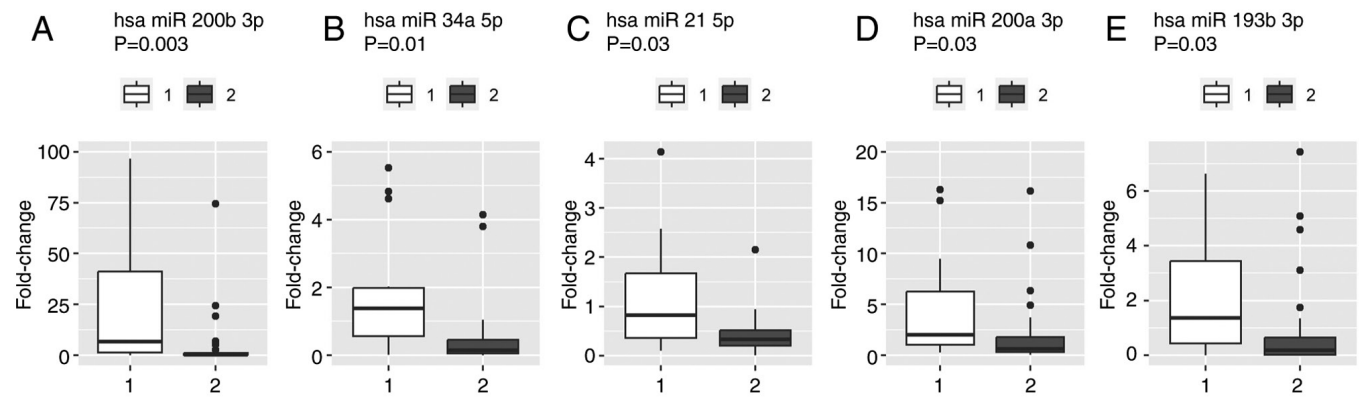 A
hsa miR 200b 3p
P=0.003
1 2
Fold-change
100
75
50
25
0
1 2
B
hsa miR 34a 5p
P=0.01
1 2
Fold-change
6
4
2
0
1 2
C
hsa miR 21 5p
P=0.03
1 2
Fold-change
4
3
2
1
0
1 2
D
hsa miR 200a 3p
P=0.03
1 2
Fold-change
20
15
10
5
0
1 2
E
hsa miR 193b 3p
P=0.03
1 2
Fold-change
6
4
2
0
1 2